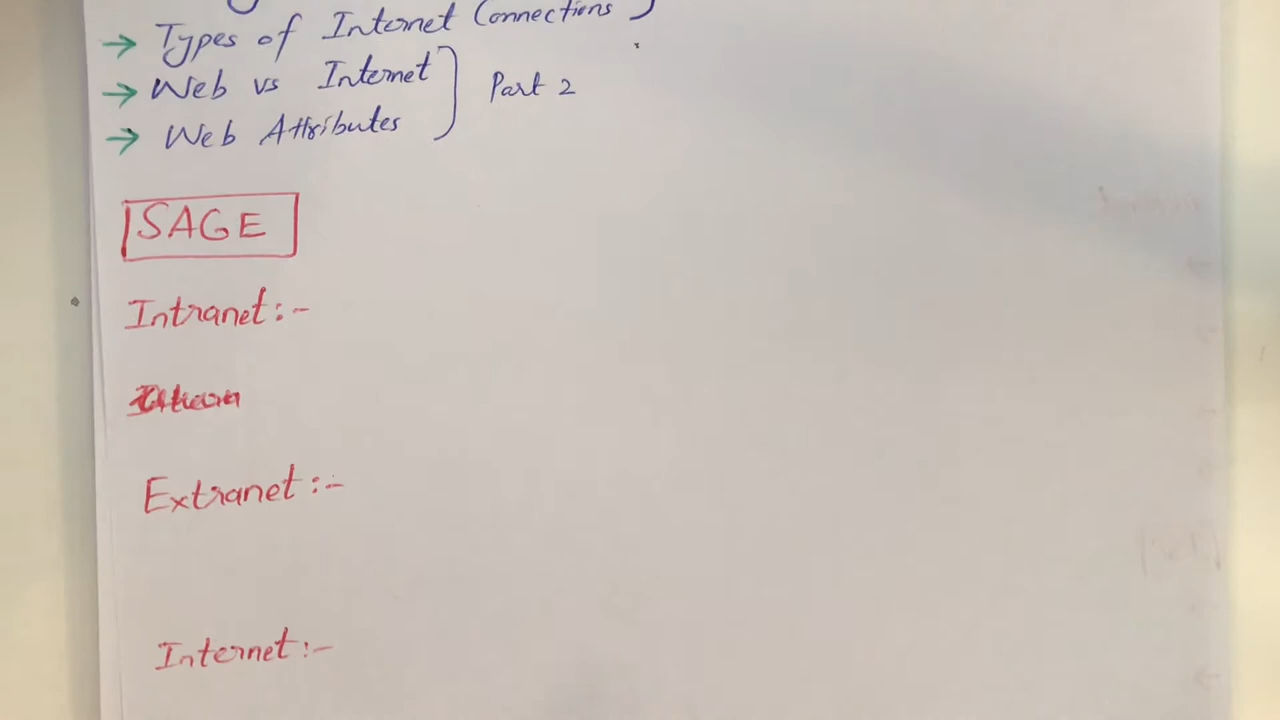 → Types of Internet Connections
→ Web vs Internet
Part 2
→ Web Attributes
SAGE
Intranet:-
Extranet:-
Internet:-